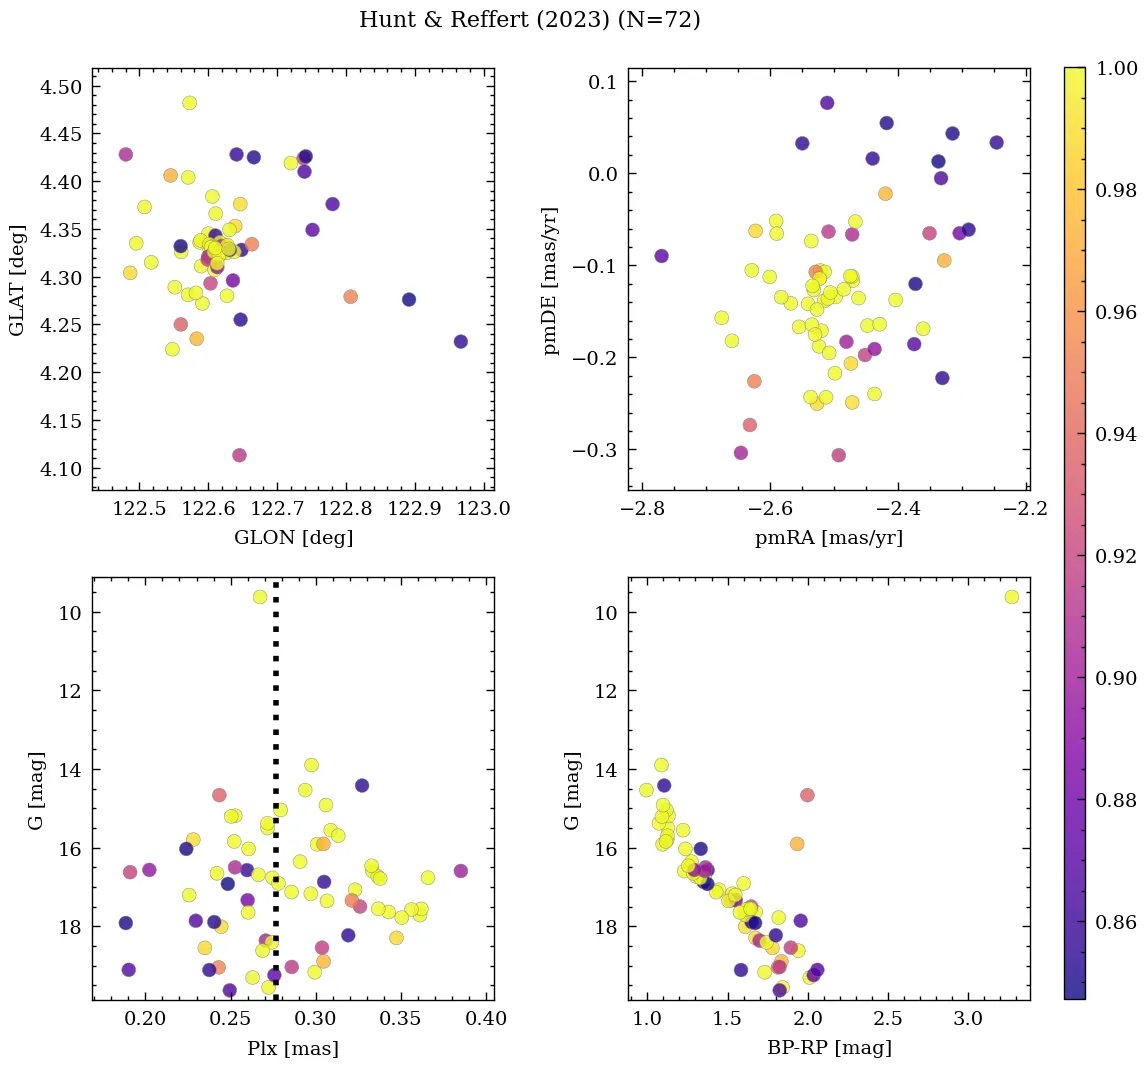 Hunt & Reffert (2023) (N=72)
4.50
4.45
4.40
4.35
4.30
4.25
4.20
4.15
4.10
GLAT [deg]
122.5 122.6 122.7 122.8 122.9 123.0
GLON [deg]
0.1
0.0
−0.1
−0.2
−0.3
pmDE [mas/yr]
−2.8 −2.6 −2.4 −2.2
pmRA [mas/yr]
10
12
14
16
18
G [mag]
0.20 0.25 0.30 0.35 0.40
Plx [mas]
10
12
14
16
18
G [mag]
1.0 1.5 2.0 2.5 3.0
BP-RP [mag]
1.00
0.98
0.96
0.94
0.92
0.90
0.88
0.86